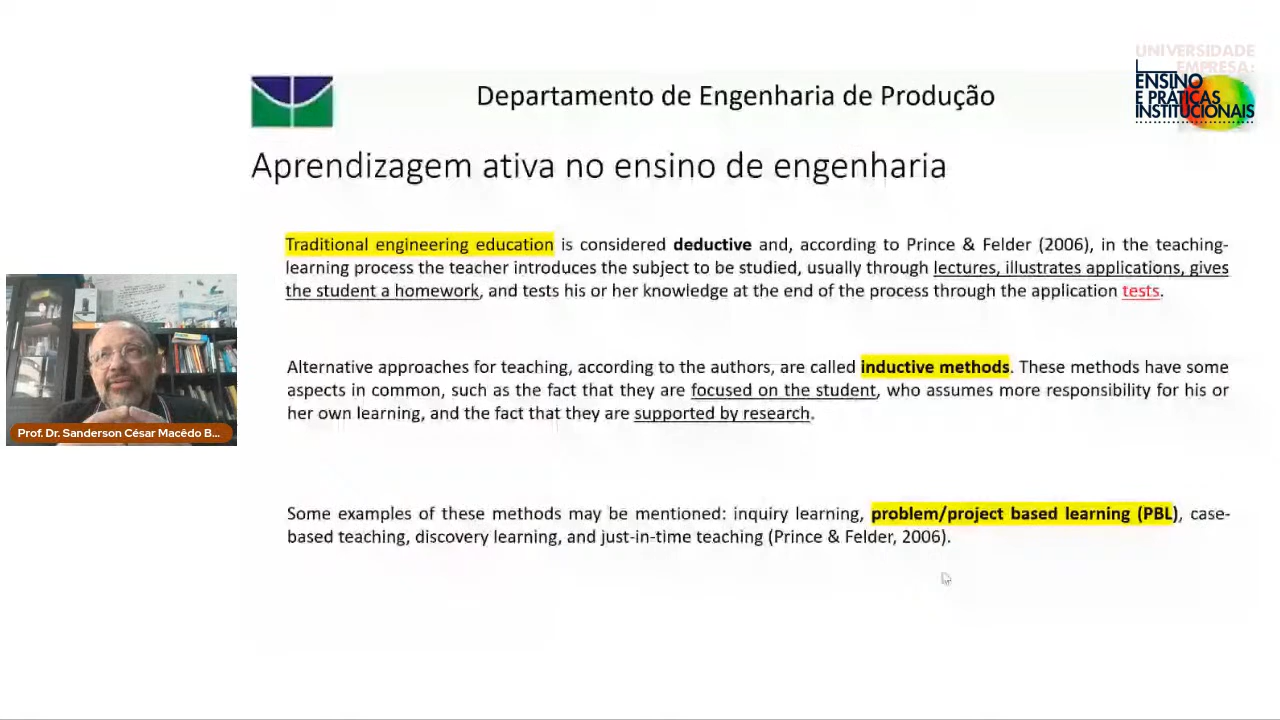 UNIVERSIDADE
EMPRESA:
ENSINO
E PRÁTICAS
INSTITUCIONAIS
Departamento de Engenharia de Produção
Aprendizagem ativa no ensino de engenharia
Traditional engineering education is considered deductive and, according to Prince & Felder (2006), in the teaching-
learning process the teacher introduces the subject to be studied, usually through lectures, illustrates applications, gives
the student a homework, and tests his or her knowledge at the end of the process through the application tests.
Alternative approaches for teaching, according to the authors, are called inductive methods. These methods have some
aspects in common, such as the fact that they are focused on the student, who assumes more responsibility for his or
her own learning, and the fact that they are supported by research.
Some examples of these methods may be mentioned: inquiry learning, problem/project based learning (PBL), case-
based teaching, discovery learning, and just-in-time teaching (Prince & Felder, 2006).
Prof. Dr. Sanderson César Macêdo B...